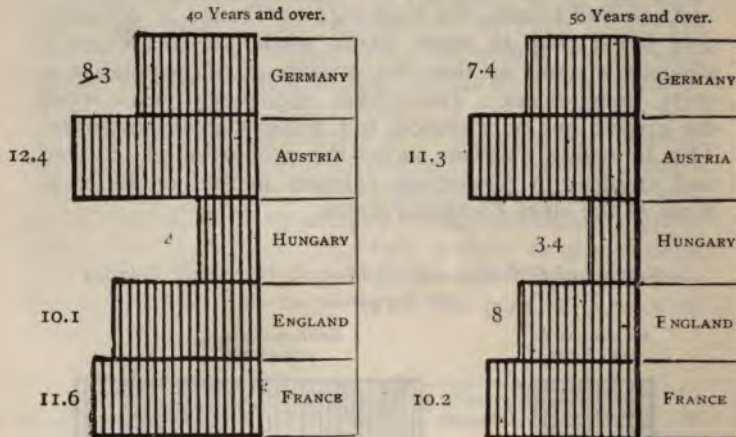 40 Years and over.
8.3 GERMANY
12.4 AUSTRIA
HUNGARY
10.1 ENGLAND
11.6 FRANCE
50 Years and over.
7.4 GERMANY
11.3 AUSTRIA
3.4 HUNGARY
8 ENGLAND
10.2 FRANCE